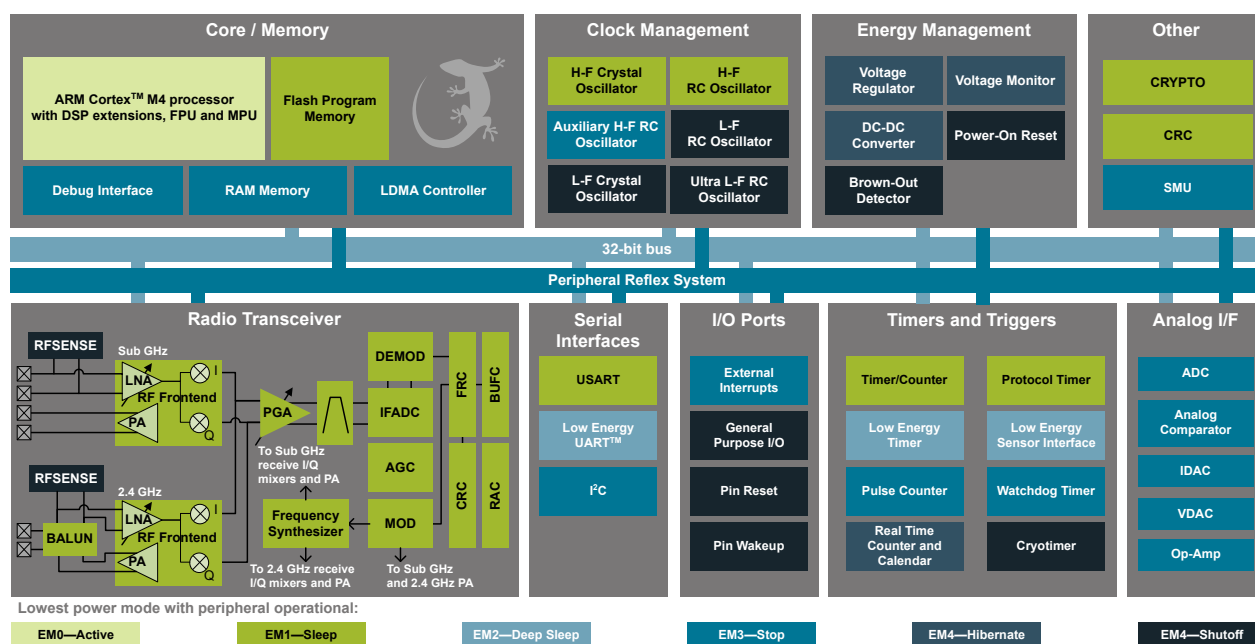 Core / Memory
ARM Cortex™ M4 processor
with DSP extensions, FPU and MPU
Flash Program
Memory
Debug Interface
RAM Memory
LDMA Controller
Clock Management
H-F Crystal
Oscillator
H-F
RC Oscillator
Auxiliary H-F RC
Oscillator
L-F
RC Oscillator
L-F Crystal
Oscillator
Ultra L-F RC
Oscillator
Energy Management
Voltage
Regulator
Voltage Monitor
DC-DC
Converter
Power-On Reset
Brown-Out
Detector
Other
CRYPTO
CRC
SMU
32-bit bus
Peripheral Reflex System
Radio Transceiver
RFSENSE
Sub GHz
LNA
RF Frontend
PA
I
Q
RFSENSE
2.4 GHz
LNA
RF Frontend
PA
I
Q
BALUN
PGA
To Sub GHz
receive I/Q
mixers and PA
Frequency
Synthesizer
To 2.4 GHz receive
I/Q mixers and PA
DEMOD
IFADC
AGC
MOD
To Sub GHz
and 2.4 GHz PA
FRC
BUFC
CRC
RAC
Serial
Interfaces
USART
Low Energy
UART™
I²C
I/O Ports
External
Interrupts
General
Purpose I/O
Pin Reset
Pin Wakeup
Timers and Triggers
Timer/Counter
Protocol Timer
Low Energy
Timer
Low Energy
Sensor Interface
Pulse Counter
Watchdog Timer
Real Time
Counter and
Calendar
Cryotimer
Analog I/F
ADC
Analog
Comparator
IDAC
VDAC
Op-Amp
Lowest power mode with peripheral operational:
EM0—Active
EM1—Sleep
EM2—Deep Sleep
EM3—Stop
EM4—Hibernate
EM4—Shutoff